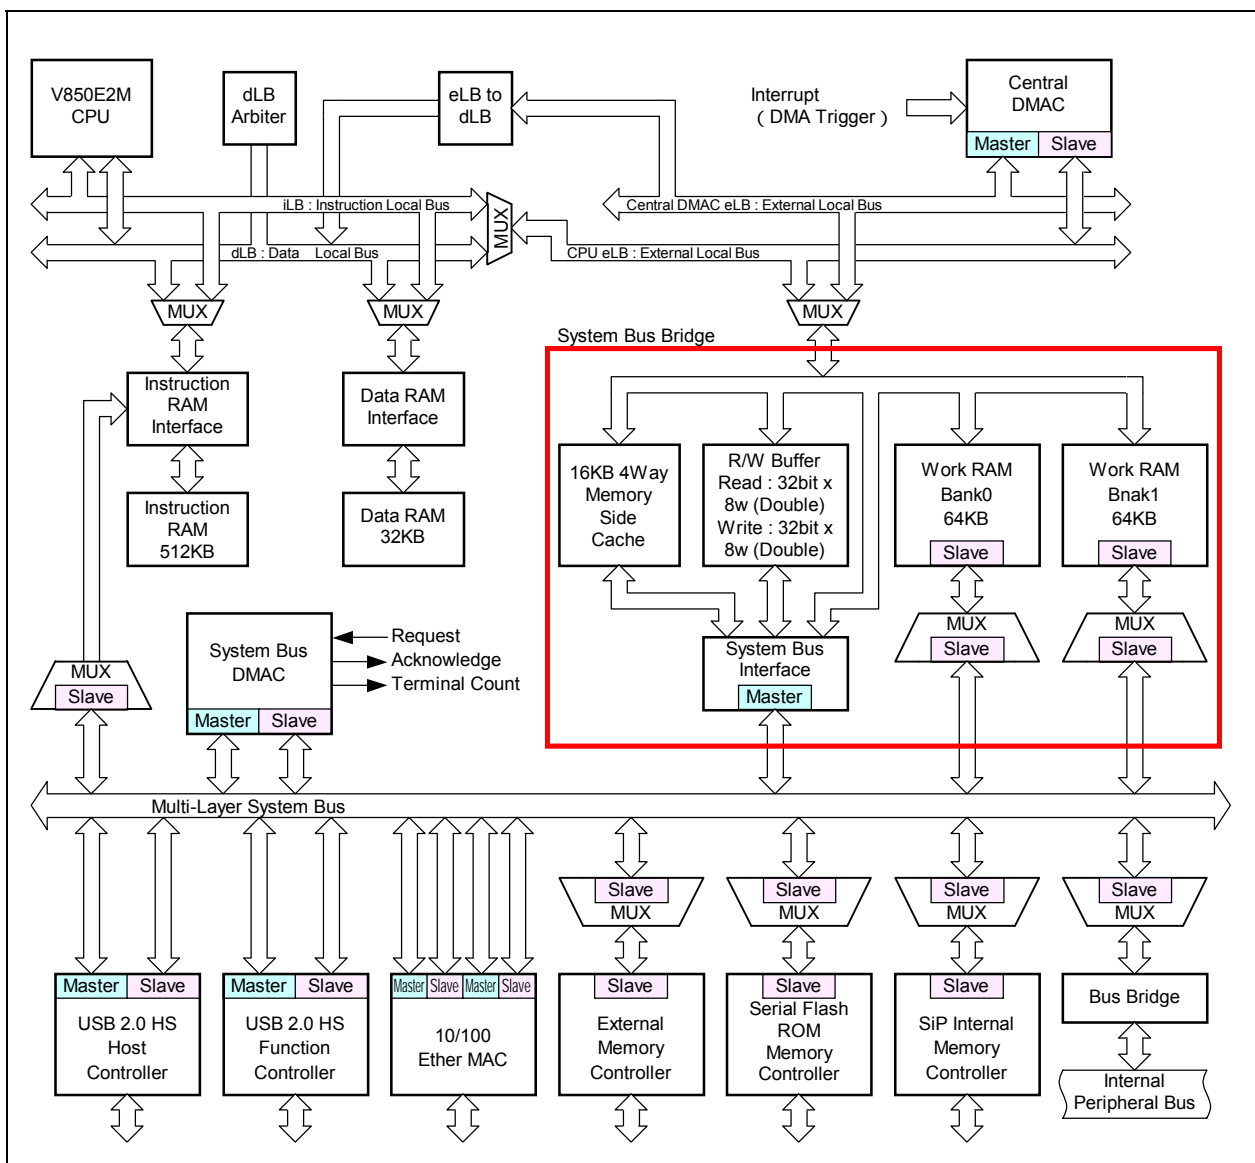 V850E2M
CPU
dLB
Arbiter
eLB to
dLB
Interrupt
( DMA Trigger )
Central
DMAC
Master
Slave
iLB : Instruction Local Bus
MUX
Central DMAC eLB : External Local Bus
dLB : Data Local Bus
CPU eLB : External Local Bus
MUX
MUX
MUX
System Bus Bridge
Instruction
RAM
Interface
Data RAM
Interface
Instruction
RAM
512KB
Data RAM
32KB
16KB 4Way
Memory
Side
Cache
R/W Buffer
Read : 32bit x
8w (Double)
Write : 32bit x
8w (Double)
Work RAM
Bank0
64KB
Slave
Work RAM
Bnak1
64KB
Slave
MUX
Slave
System Bus
DMAC
Master
Slave
Request
Acknowledge
Terminal Count
System Bus
Interface
Master
MUX
Slave
MUX
Slave
Multi-Layer System Bus
Slave
MUX
Slave
MUX
Slave
MUX
Slave
MUX
Master
Slave
USB 2.0 HS
Host
Controller
Master
Slave
USB 2.0 HS
Function
Controller
Master
Slave
Master
Slave
10/100
Ether MAC
Slave
External
Memory
Controller
Slave
Serial Flash
ROM
Memory
Controller
Slave
SiP Internal
Memory
Controller
Bus Bridge
Internal
Peripheral Bus